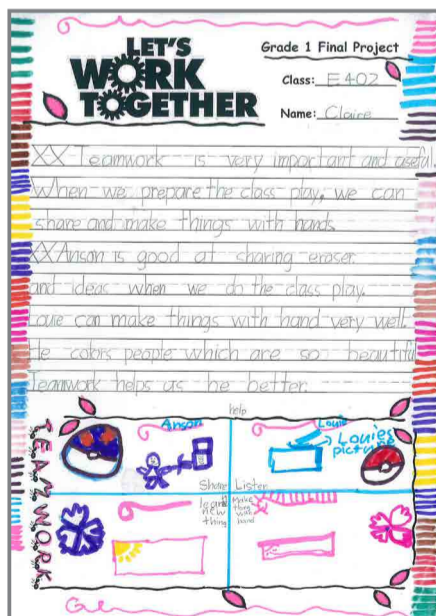 LET'S
WORK
TOGETHER
Grade 1 Final Project
Class: E402
Name: Claire
XX Teamwork is very important and useful.
When we prepare the class play, we can
share and make things with hands.
XX Anson is good at sharing eraser
and ideas when we do the class play.
Louie can make things with hand very well.
He colors people which are so beautiful
Teamwork helps us be better.
help
Anson
Louie
Louie's
picture
Share
Listen
learn
new
thing
Make
thing
with
hand
TEAMWORK